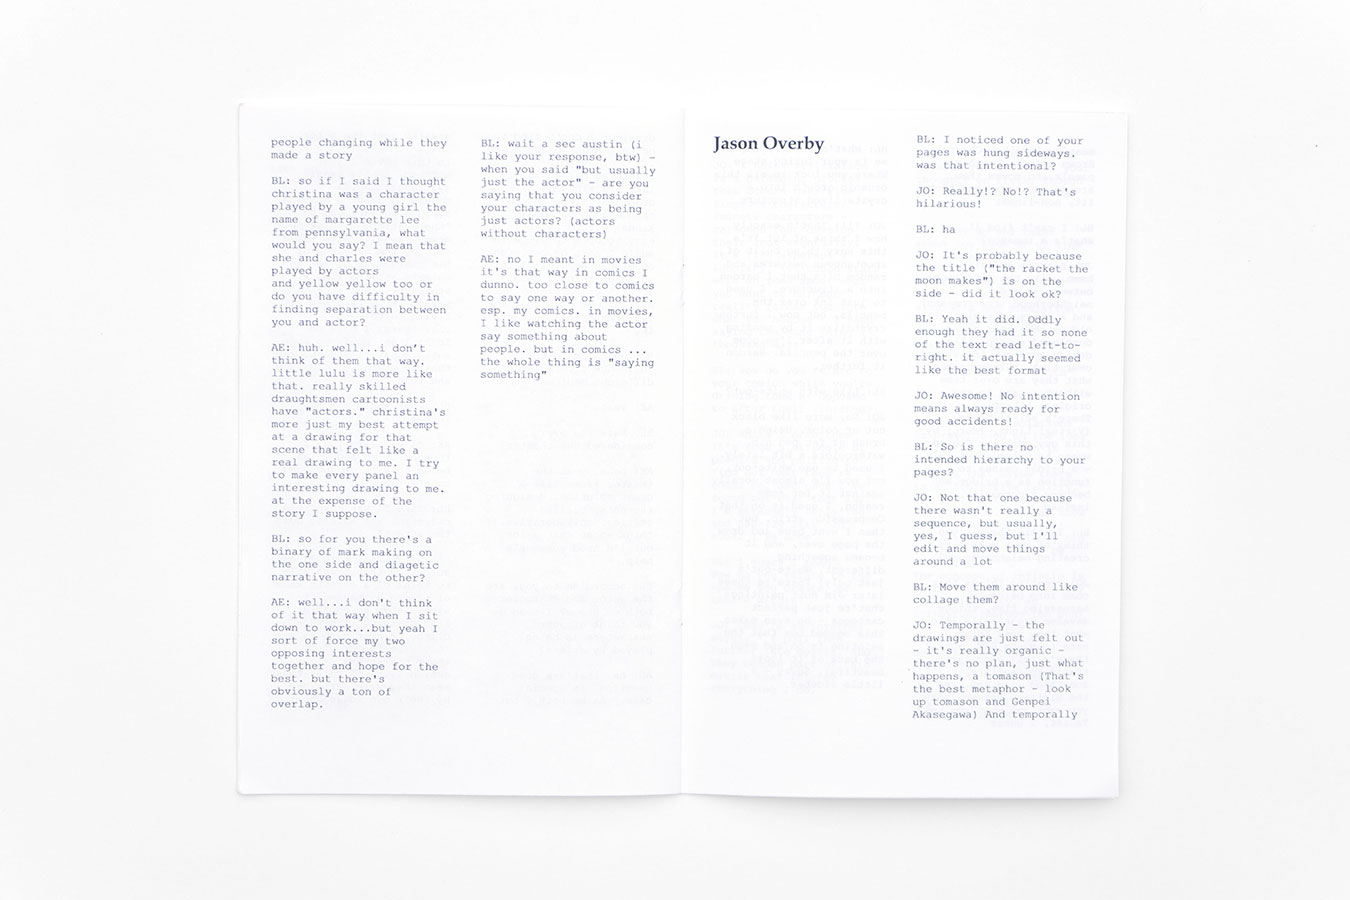 people changing while they
made a story
BL: so if I said I thought
christina was a character
played by a young girl the
name of margarette lee
from pennsylvania, what
would you say? I mean that
she and charles were
played by actors
and yellow yellow too or
do you have difficulty in
finding separation between
you and actor?
AE: huh. well...i don't
think of them that way.
little lulu is more like
that. really skilled
draughtsmen cartoonists
have "actors." christina's
more just my best attempt
at a drawing for that
scene that felt like a
real drawing to me. I try
to make every panel an
interesting drawing to me.
at the expense of the
story I suppose.
BL: so for you there's a
binary of mark making on
the one side and diagetic
narrative on the other?
AE: well...i don't think
of it that way when I sit
down to work...but yeah I
sort of force my two
opposing interests
together and hope for the
best. but there's
obviously a ton of
overlap.
BL: wait a sec austin (i
like your response, btw) -
when you said "but usually
just the actor" - are you
saying that you consider
your characters as being
just actors? (actors
without characters)
AE: no I meant in movies
it's that way in comics I
dunno. too close to comics
to say one way or another.
esp. my comics. in movies,
I like watching the actor
say something about
people. but in comics ...
the whole thing is "saying
something"
Jason Overby
BL: I noticed one of your
pages was hung sideways.
was that intentional?
JO: Really!? No!? That's
hilarious!
BL: ha
JO: It's probably because
the title ("the racket the
moon makes") is on the
side - did it look ok?
BL: Yeah it did. Oddly
enough they had it so none
of the text read left-to-
right. it actually seemed
like the best format
JO: Awesome! No intention
means always ready for
good accidents!
BL: So is there no
intended hierarchy to your
pages?
JO: Not that one because
there wasn't really a
sequence, but usually,
yes, I guess, but I'll
edit and move things
around a lot
BL: Move them around like
collage them?
JO: Temporally - the
drawings are just felt out
- it's really organic -
there's no plan, just what
happens, a tomason (That's
the best metaphor - look
up tomason and Genpei
Akasegawa) And temporally